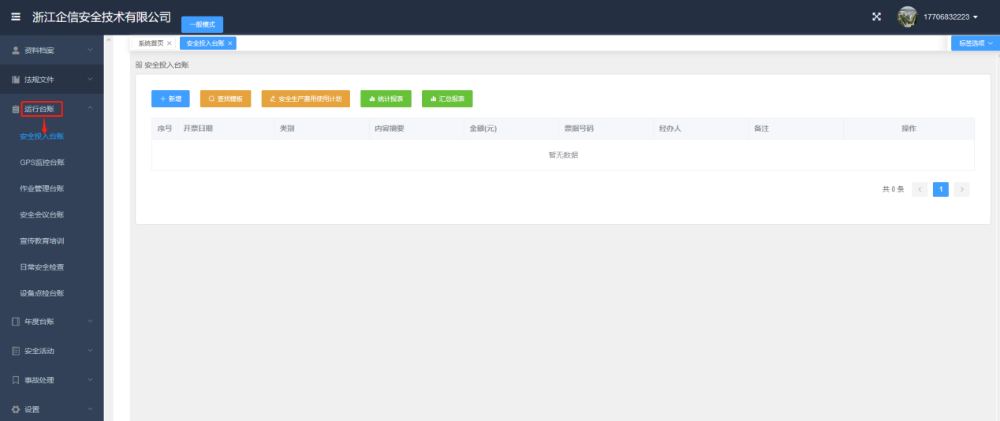 浙江企信安全技术有限公司
一般模式
17706832223
资料档案
法规文件
运行台账
安全投入台账
GPS监控台账
作业管理台账
安全会议台账
宣传教育培训
日常安全检查
设备点检台账
年度台账
安全活动
事故处理
设置
系统首页 ×
安全投入台账 ×
标签选项
安全投入台账
+ 新增
查找模板
安全生产费用使用计划
统计报表
汇总报表
序号 开票日期 类别 内容摘要 金额(元) 票据号码 经办人 备注 操作
暂无数据
共 0 条 < 1 >